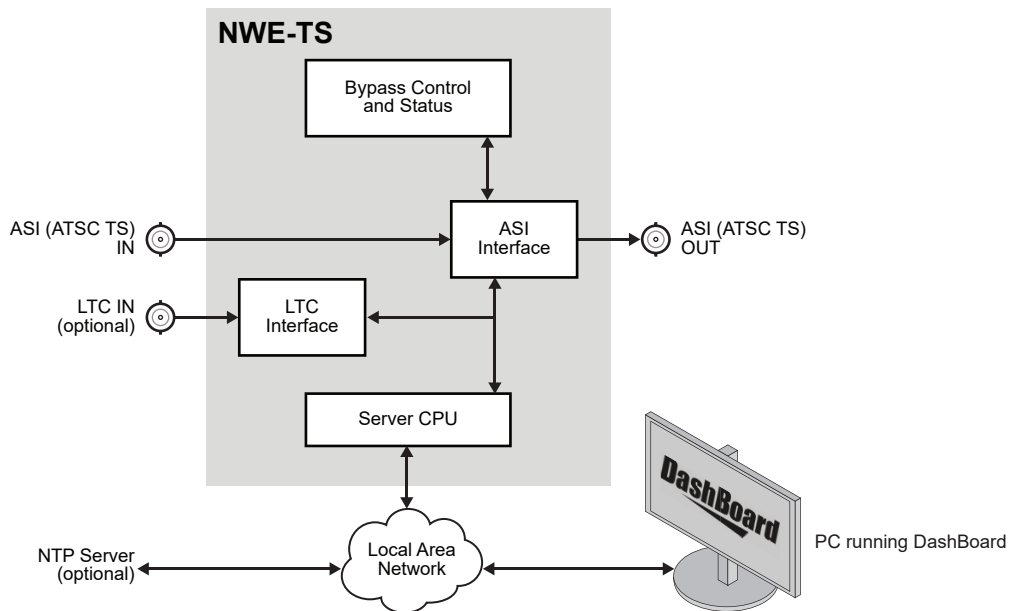 NWE-TS
Bypass Control
and Status
ASI (ATSC TS)
IN
ASI
Interface
ASI (ATSC TS)
OUT
LTC IN
(optional)
LTC
Interface
Server CPU
DashBoard
NTP Server
(optional)
Local Area
Network
PC running DashBoard